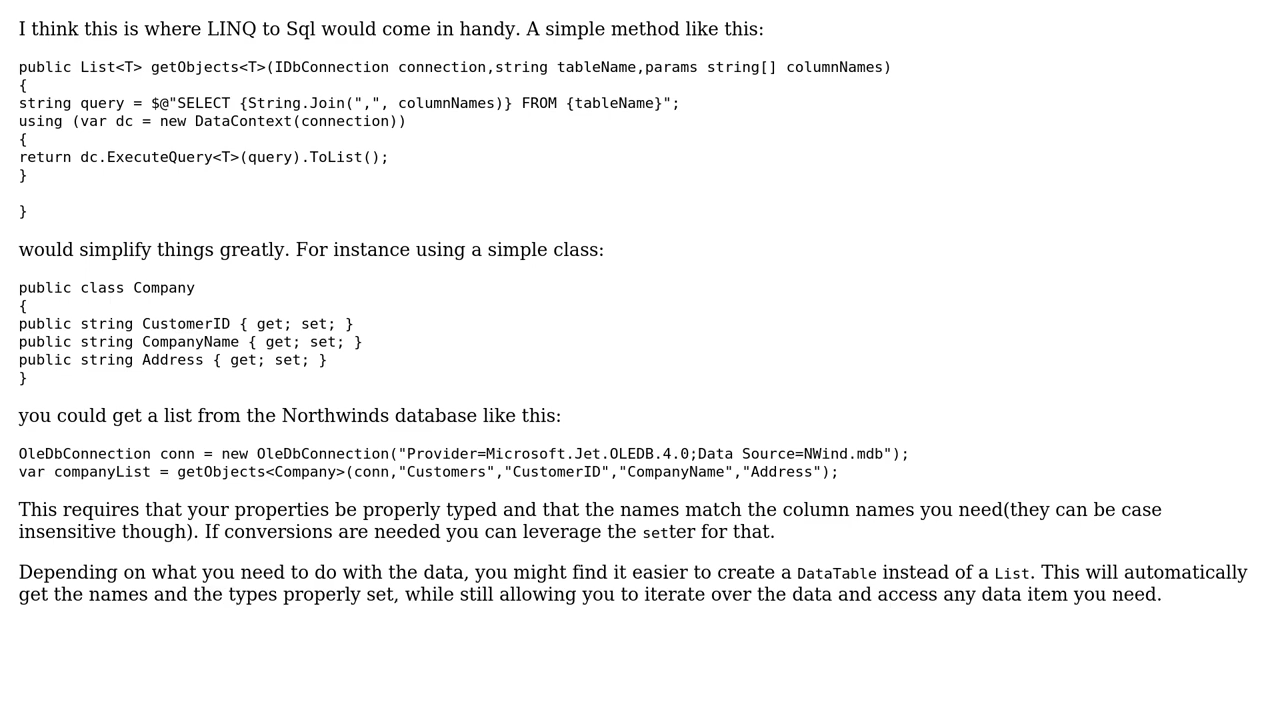 I think this is where LINQ to Sql would come in handy. A simple method like this:
public List<T> getObjects<T>(IDbConnection connection,string tableName,params string[] columnNames)
{
string query = $@"SELECT {String.Join(",", columnNames)} FROM {tableName}";
using (var dc = new DataContext(connection))
{
return dc.ExecuteQuery<T>(query).ToList();
}
}
would simplify things greatly. For instance using a simple class:
public class Company
{
public string CustomerID { get; set; }
public string CompanyName { get; set; }
public string Address { get; set; }
}
you could get a list from the Northwinds database like this:
OleDbConnection conn = new OleDbConnection("Provider=Microsoft.Jet.OLEDB.4.0;Data Source=NWind.mdb");
var companyList = getObjects<Company>(conn,"Customers","CustomerID","CompanyName","Address");
This requires that your properties be properly typed and that the names match the column names you need(they can be case
insensitive though). If conversions are needed you can leverage the setter for that.
Depending on what you need to do with the data, you might find it easier to create a DataTable instead of a List. This will automatically
get the names and the types properly set, while still allowing you to iterate over the data and access any data item you need.